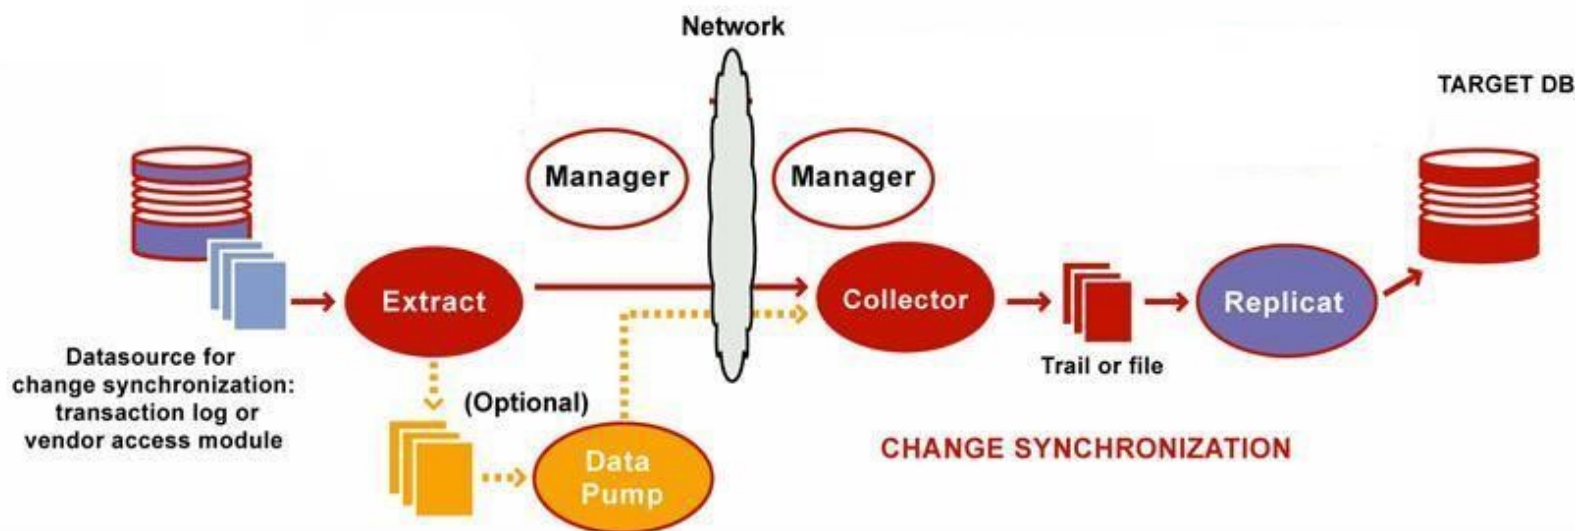 Network
TARGET DB
Manager
Manager
Extract
Collector
Replicat
Datasource for
change synchronization:
transaction log or
vendor access module
Trail or file
(Optional)
Data
Pump
CHANGE SYNCHRONIZATION